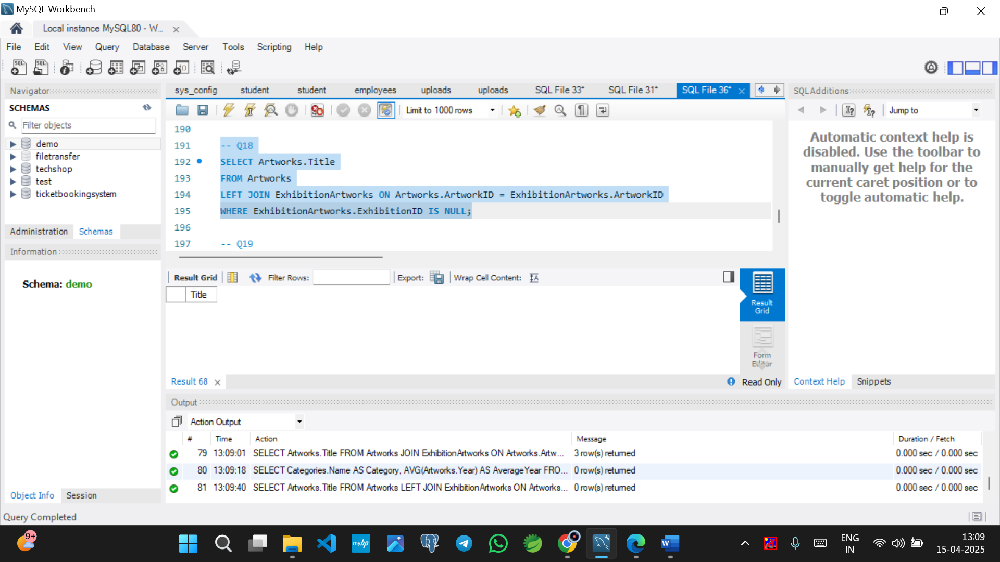 MySQL Workbench
Local instance MySQL80 - W...
File Edit View Query Database Server Tools Scripting Help
SQL SQL
Navigator
SCHEMAS
Filter objects
demo
filetransfer
techshop
test
ticketbookingsystem
Administration Schemas
Information
Schema: demo
Object Info Session
sys_config student student employees uploads uploads SQL File 33* SQL File 31* SQL File 36*
Limit to 1000 rows
190
191 -- Q18
192 SELECT Artworks.Title
193 FROM Artworks
194 LEFT JOIN ExhibitionArtworks ON Artworks.ArtworkID = ExhibitionArtworks.ArtworkID
195 WHERE ExhibitionArtworks.ExhibitionID IS NULL;
196
197 -- Q19
Result Grid Filter Rows: Export: Wrap Cell Content:
Title
Result
Grid
Form
Editor
Result 68 Read Only
SQLAdditions
Jump to
Automatic context help is
disabled. Use the toolbar to
manually get help for the
current caret position or to
toggle automatic help.
Context Help Snippets
Output
Action Output
# Time Action Message Duration / Fetch
79 13:09:01 SELECT Artworks.Title FROM Artworks JOIN ExhibitionArtworks ON Artworks.Artw... 3 row(s) returned 0.000 sec / 0.000 sec
80 13:09:18 SELECT Categories.Name AS Category, AVG(Artworks.Year) AS AverageYear FRO... 0 row(s) returned 0.000 sec / 0.000 sec
81 13:09:40 SELECT Artworks.Title FROM Artworks LEFT JOIN ExhibitionArtworks ON Artworks... 0 row(s) returned 0.000 sec / 0.000 sec
Query Completed
9+
myhp
W
ENG
IN
13:09
15-04-2025